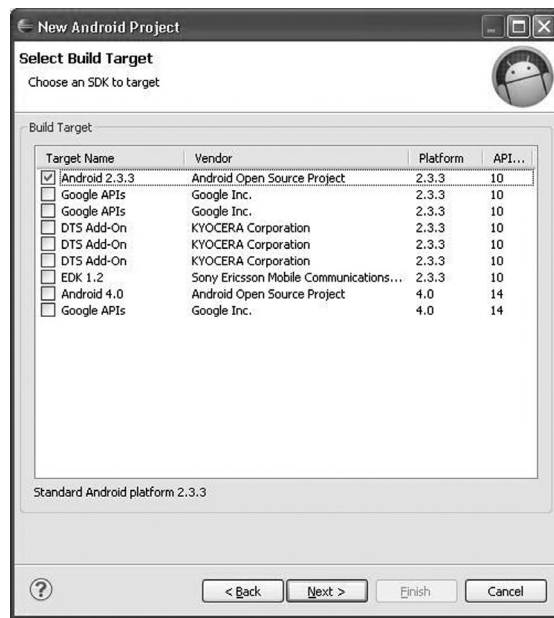 New Android Project
Select Build Target
Choose an SDK to target
Build Target
Target Name Vendor Platform API...
Android 2.3.3 Android Open Source Project 2.3.3 10
Google APIs Google Inc. 2.3.3 10
Google APIs Google Inc. 2.3.3 10
DTS Add-On KYOCERA Corporation 2.3.3 10
DTS Add-On KYOCERA Corporation 2.3.3 10
DTS Add-On KYOCERA Corporation 2.3.3 10
EDK 1.2 Sony Ericsson Mobile Communications... 2.3.3 10
Android 4.0 Android Open Source Project 4.0 14
Google APIs Google Inc. 4.0 14
Standard Android platform 2.3.3
? < Back Next > Finish Cancel